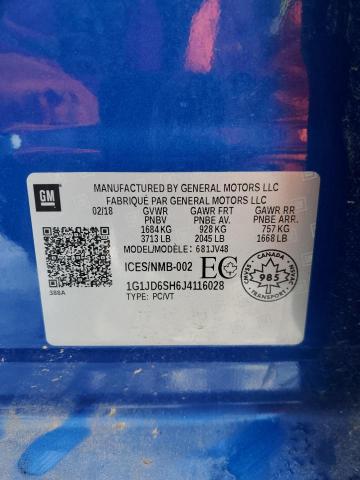 GM
MANUFACTURED BY GENERAL MOTORS LLC
FABRIQUÉ PAR GENERAL MOTORS LLC
02/18 GVWR GAWR FRT GAWR RR
PNBV PNBE AV. PNBE ARR.
1684 KG 928 KG 757 KG
3713 LB 2045 LB 1668 LB
MODEL/MODÈLE: 681JV48
ICES/NMB-002 EC
1G1JD6SH6J4116028
TYPE: PC/VT
388A
CANADA
985
TRANSPORT